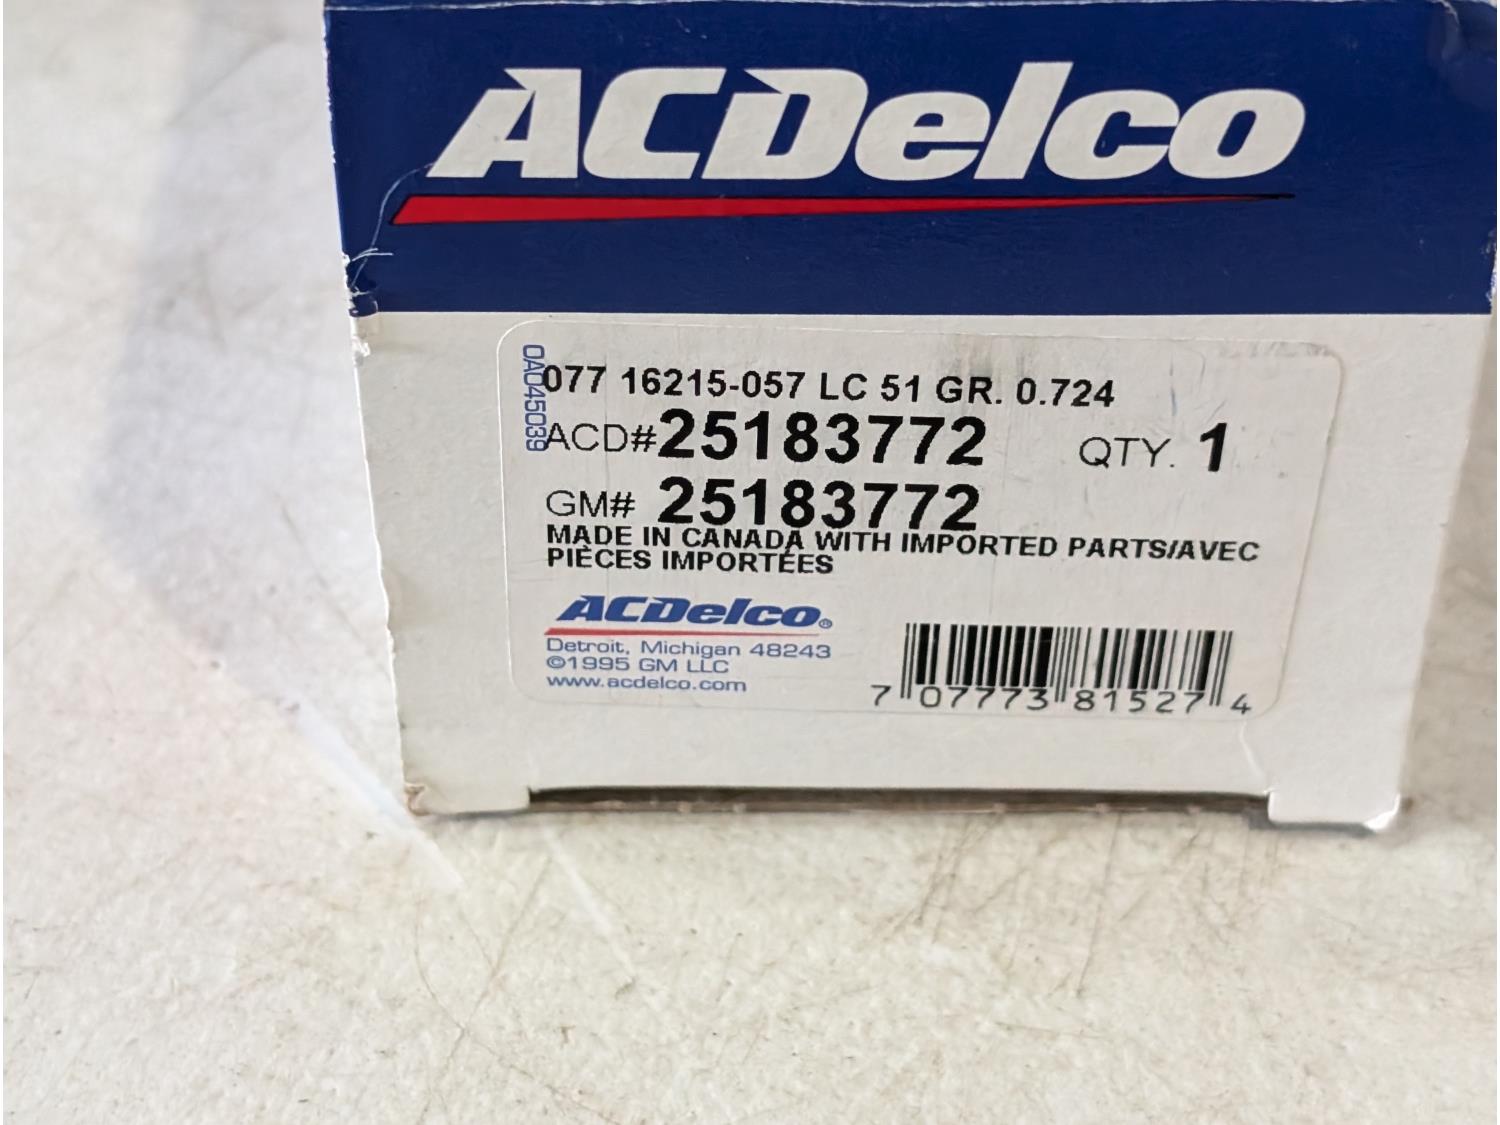 ACDelco
0A045039
077 16215-057 LC 51 GR. 0.724
ACD#25183772 QTY. 1
GM# 25183772
MADE IN CANADA WITH IMPORTED PARTS/AVEC
PIÈCES IMPORTÉES
ACDelco®
Detroit, Michigan 48243
©1995 GM LLC
www.acdelco.com
7 07773 81527 4